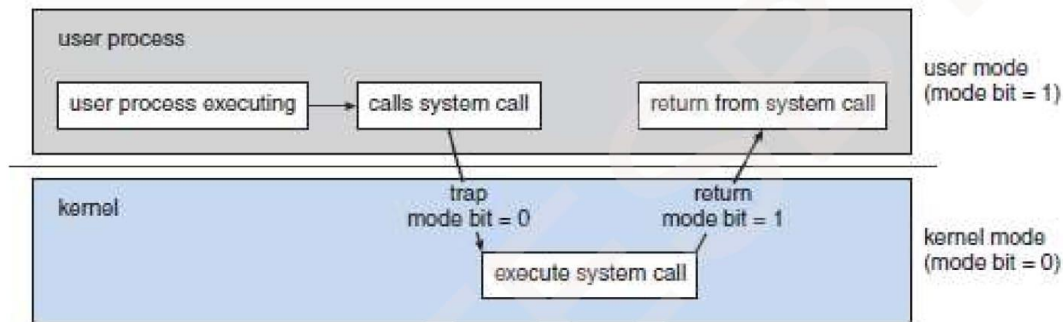 user process
user process executing
calls system call
return from system call
user mode
(mode bit = 1)
kernel
trap
mode bit = 0
return
mode bit = 1
execute system call
kernel mode
(mode bit = 0)